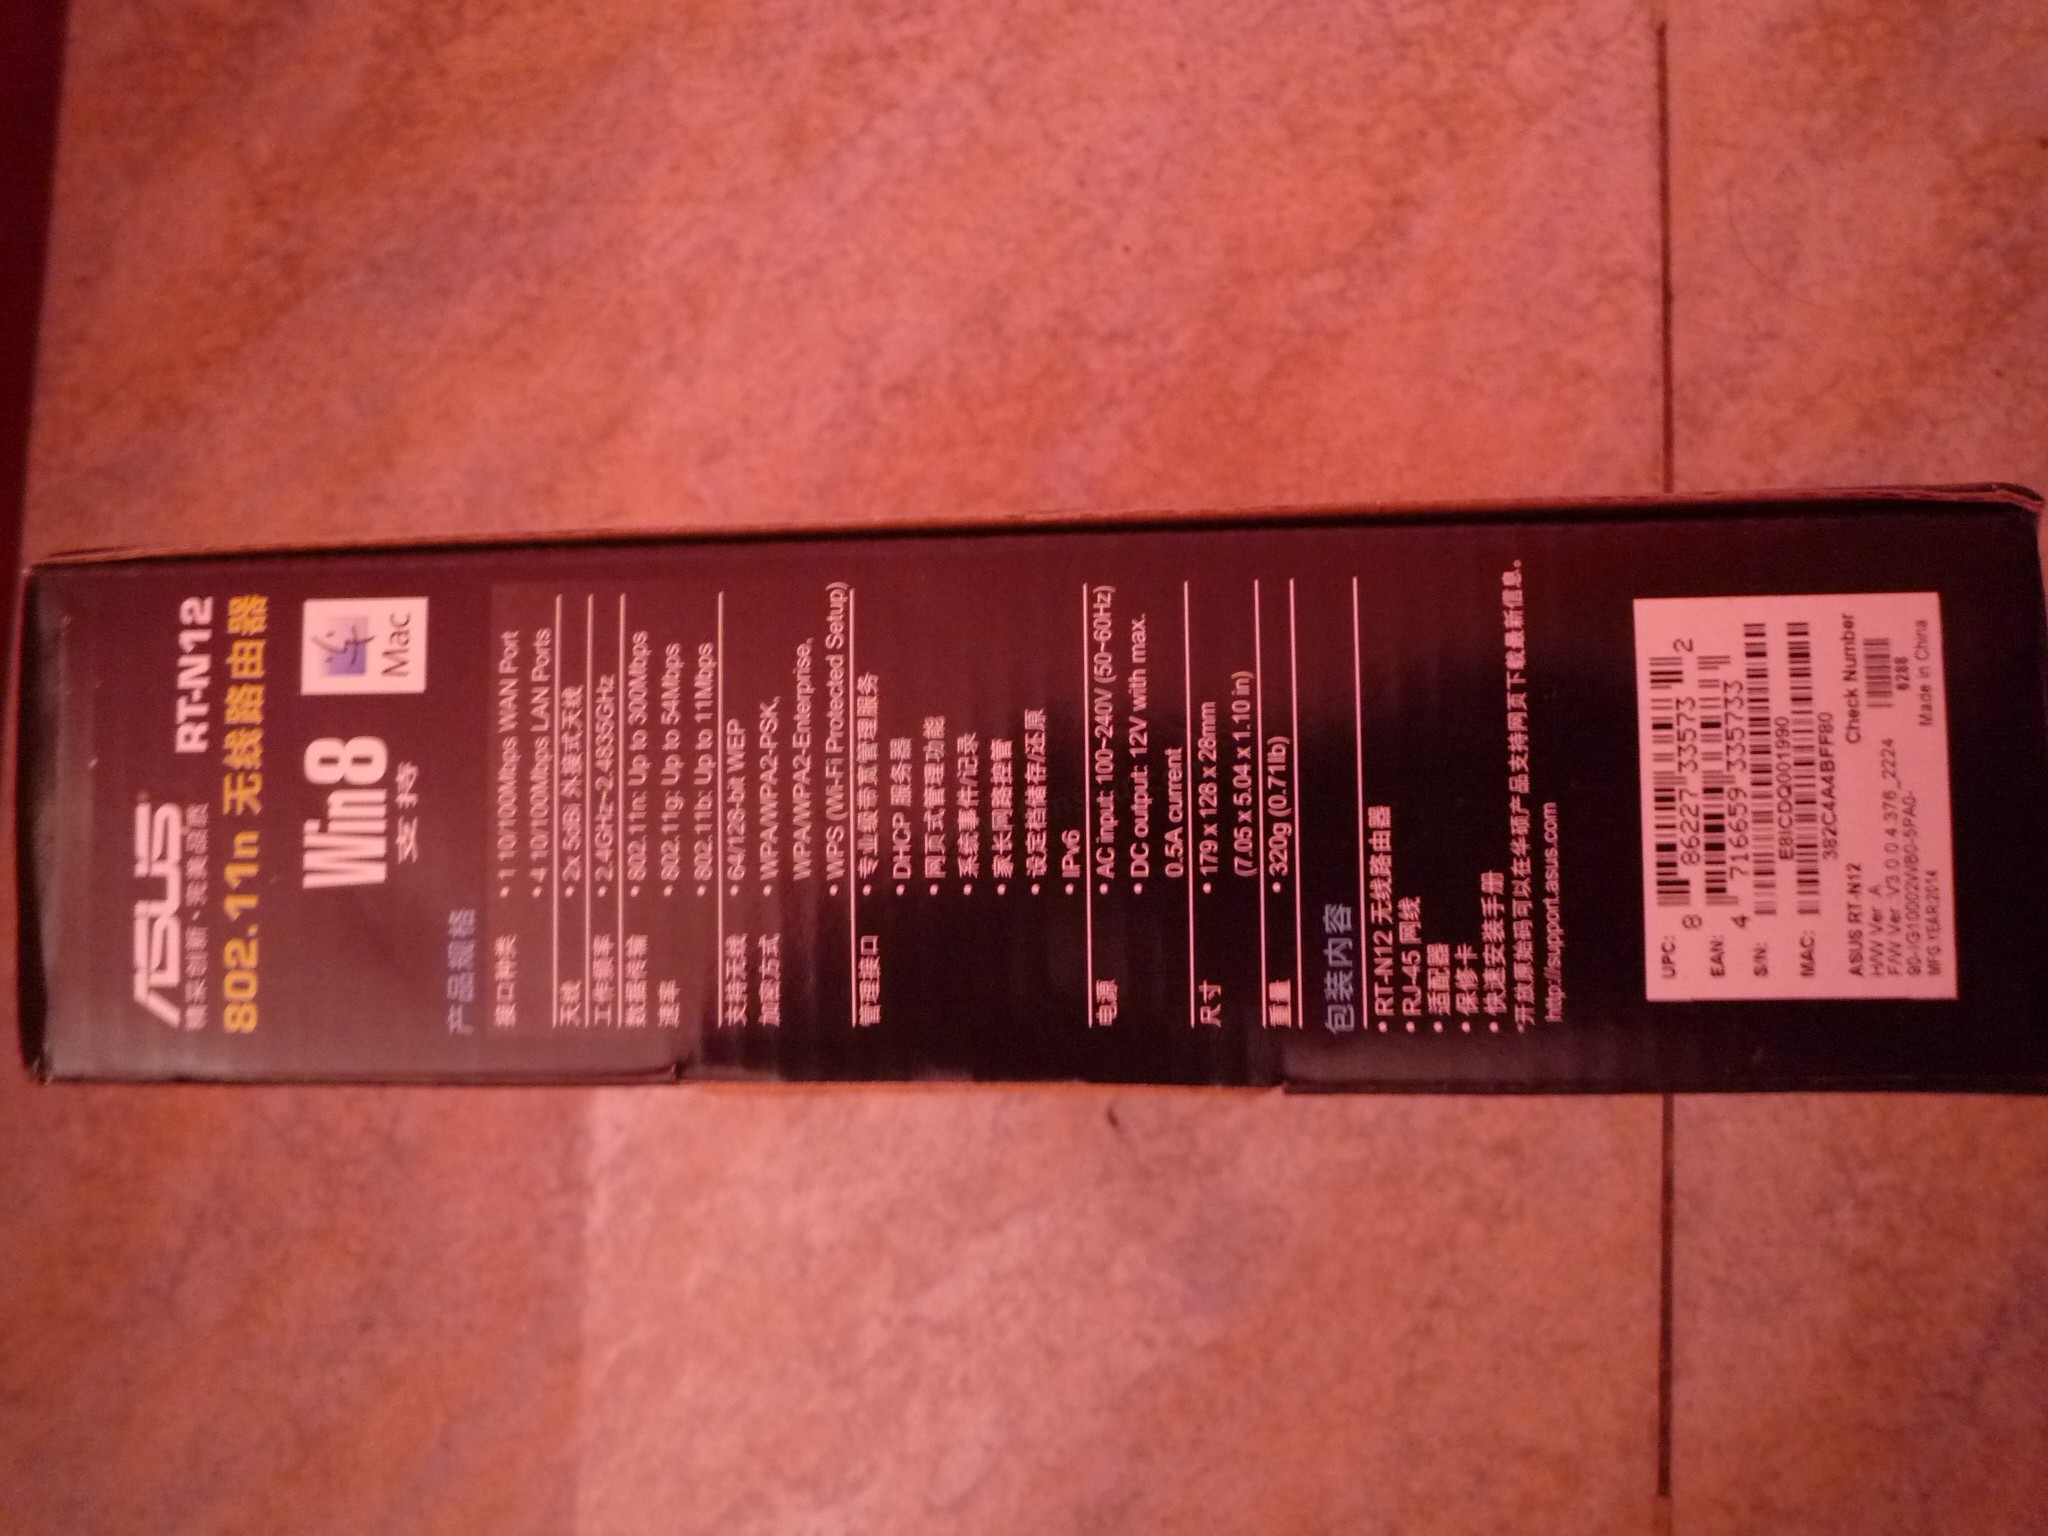 ASUS RT-N12
精采创新·完美品质
802.11n 无线路由器
Win8
支持
Mac
产品规格
接口种类 • 1 10/100Mbps WAN Port
• 4 10/100Mbps LAN Ports
天线 • 2x 5dBi 外接式天线
工作频率 • 2.4GHz~2.4835GHz
数据传输 • 802.11n: Up to 300Mbps
速率 • 802.11g: Up to 54Mbps
• 802.11b: Up to 11Mbps
支持无线 • 64/128-bit WEP
加密方式 • WPA/WPA2-PSK,
WPA/WPA2-Enterprise,
• WPS (Wi-Fi Protected Setup)
管理接口 • 专业级带宽管理服务
• DHCP 服务器
• 网页式管理功能
• 系统事件/记录
• 家长网路控管
• 设定档储存/还原
• IPv6
电源 • AC input: 100~240V (50~60Hz)
• DC output: 12V with max.
0.5A current
尺寸 • 179 x 128 x 28mm
(7.05 x 5.04 x 1.10 in)
重量 • 320g (0.71lb)
包装内容
• RT-N12 无线路由器
• RJ-45 网线
• 适配器
• 保修卡
• 快速安装手册
*开放原始码可以在华硕产品支持网页下载最新信息。
http://support.asus.com
UPC:
8 86227 33573 2
EAN:
4 716659 335733
S/N:
E8ICDQ001990
MAC:
382C4A4BFF80
ASUS RT-N12 Check Number
H/W Ver. A
F/W Ver. V3.0.0.4.376_2224 6288
90-IG10002W80-5PA0-
MFG.YEAR:2014 Made in China